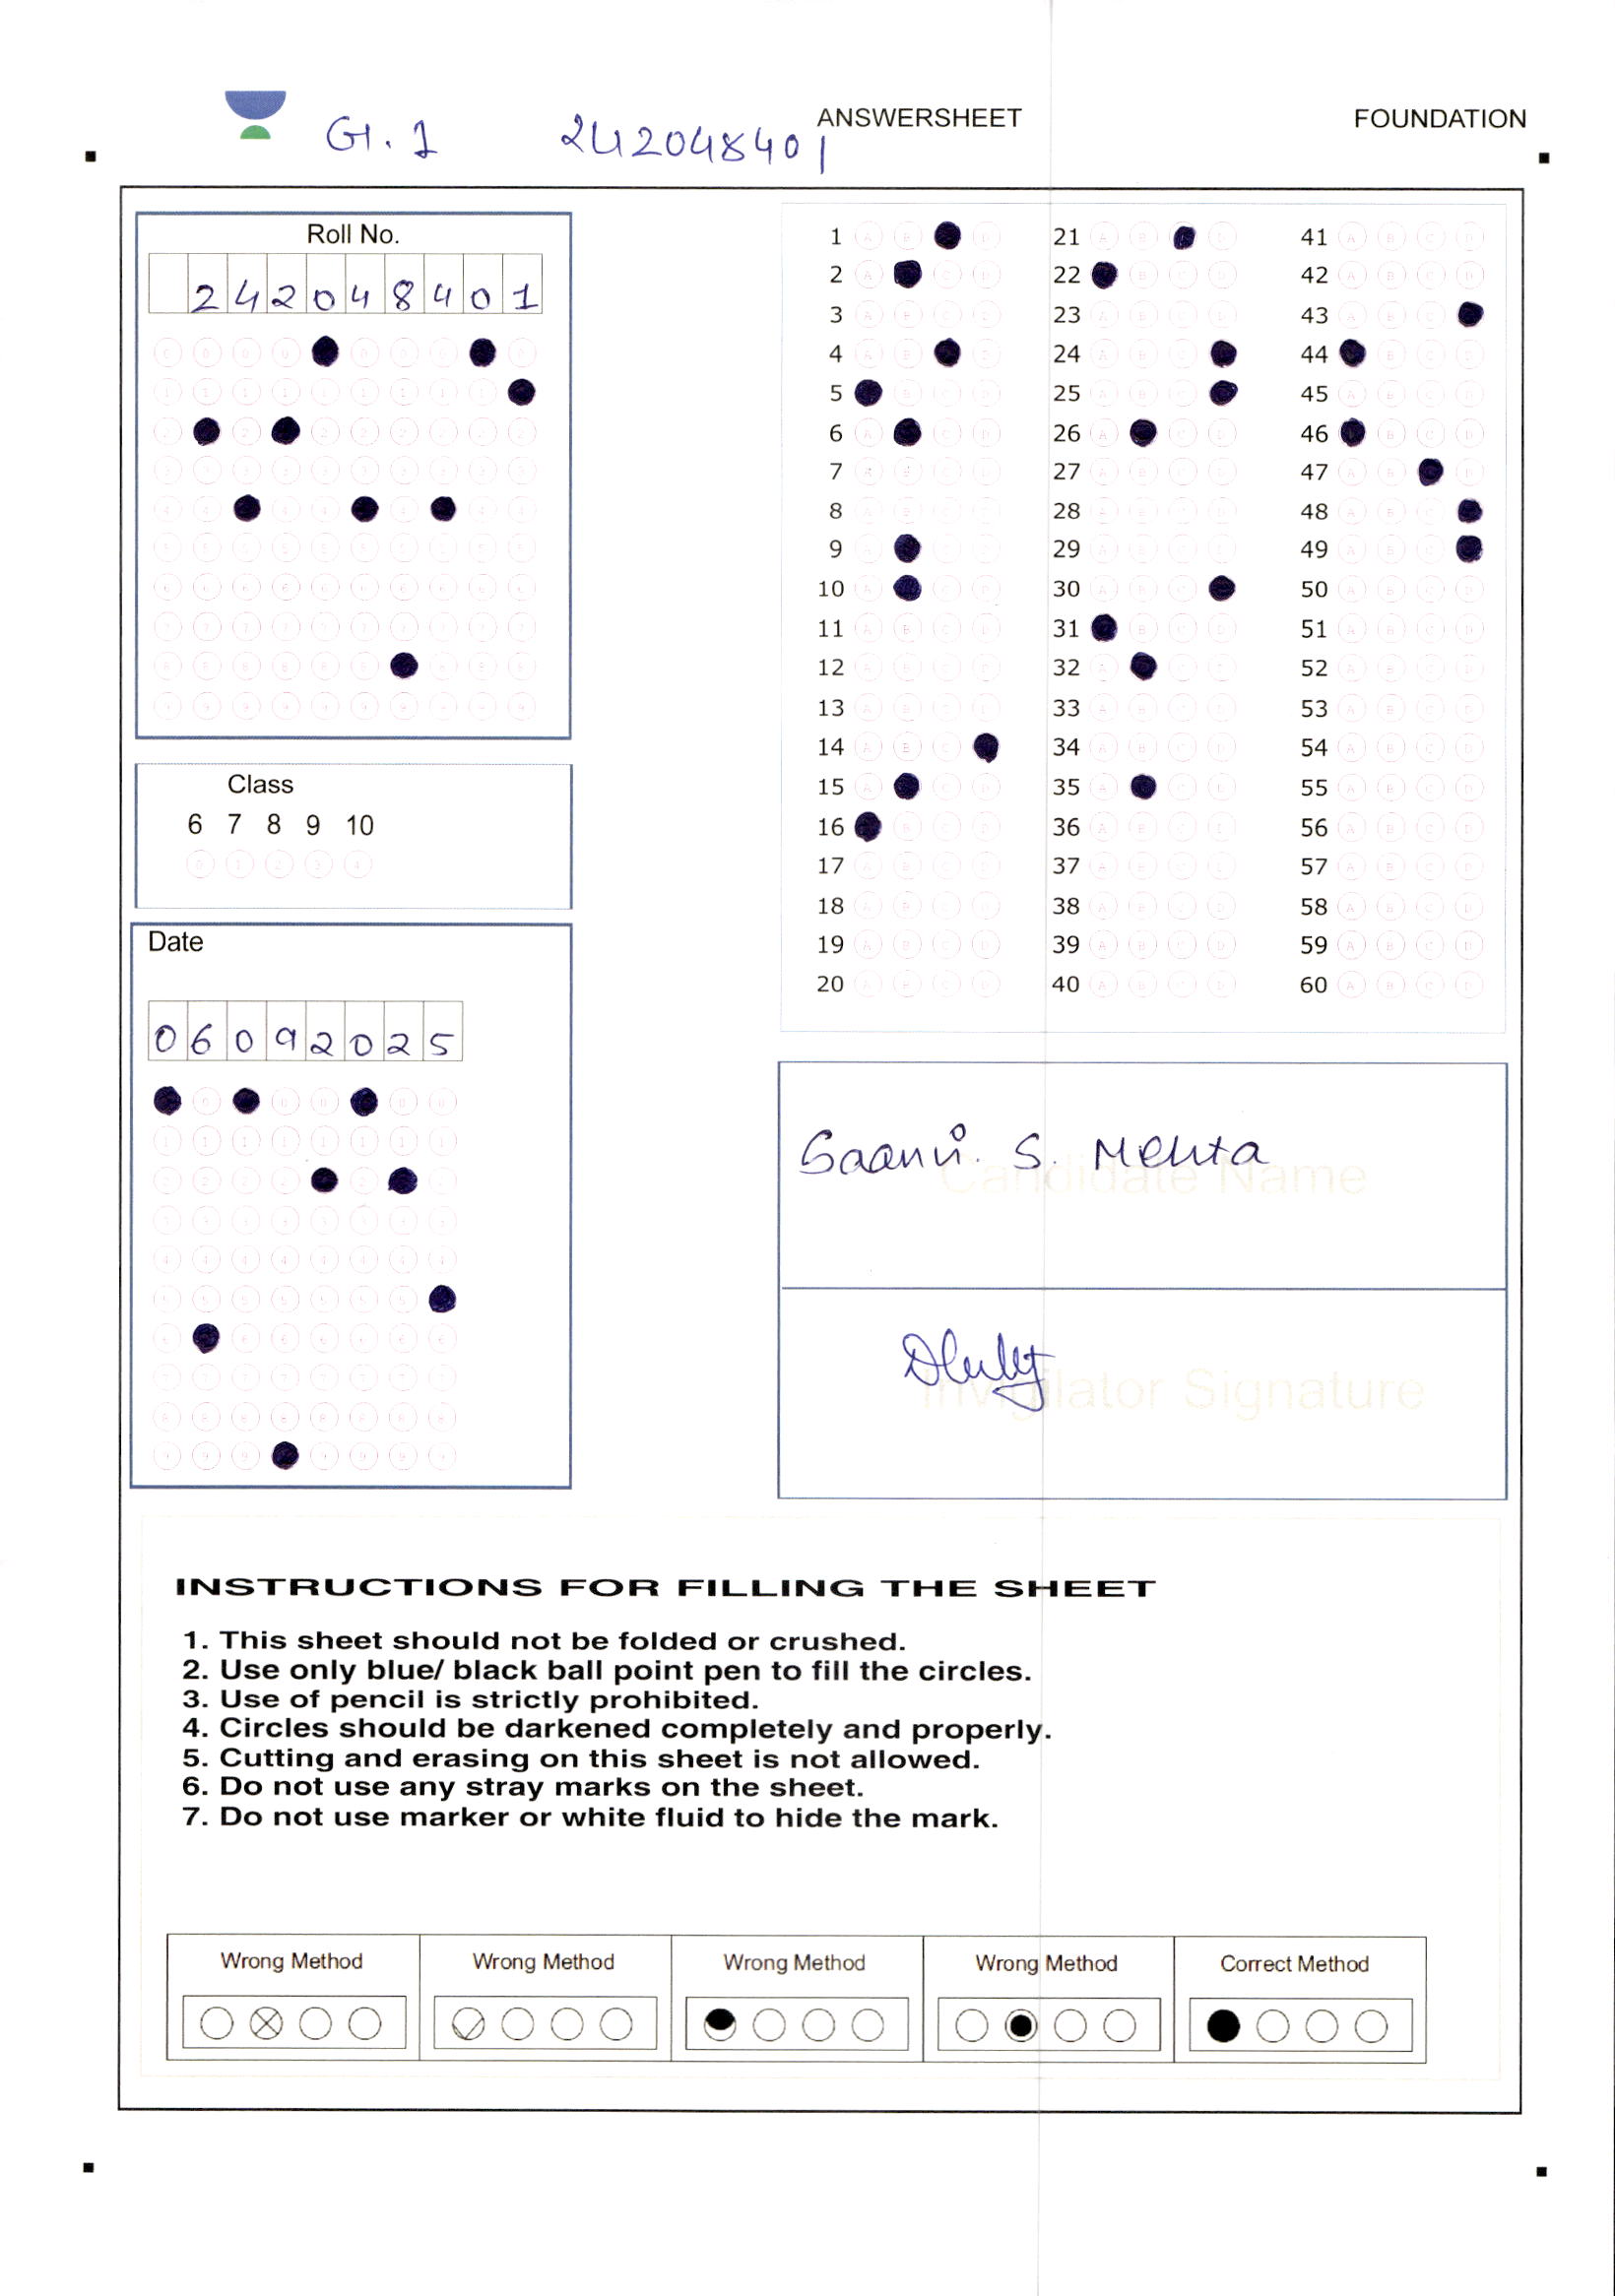 G1.1 242048401
ANSWERSHEET
FOUNDATION
Roll No.
2 4 2 0 4 8 4 0 1
Class
6 7 8 9 10
Date
0 6 0 9 2 0 2 5
1 A B D
2 A C D
3 A B C D
4 A B D
5 B C D
6 A C D
7 A B C D
8 A B C D
9 A C D
10 A C D
11 A B C D
12 A B C D
13 A B C D
14 A B C
15 A C D
16 B C D
17 A B C D
18 A B C D
19 A B C D
20 A B C D
21 A B D
22 B C D
23 A B C D
24 A B C
25 A B C
26 A C D
27 A B C D
28 A B C D
29 A B C D
30 A B C
31 B C D
32 A C D
33 A B C D
34 A B C D
35 A C D
36 A B C D
37 A B C D
38 A B C D
39 A B C D
40 A B C D
41 A B C D
42 A B C D
43 A B C
44 B C D
45 A B C D
46 B C D
47 A B D
48 A B C
49 A B C
50 A B C D
51 A B C D
52 A B C D
53 A B C D
54 A B C D
55 A B C D
56 A B C D
57 A B C D
58 A B C D
59 A B C D
60 A B C D
Saanvi. S. Mehta
Candidate Name
Invigilator Signature
INSTRUCTIONS FOR FILLING THE SHEET
1. This sheet should not be folded or crushed.
2. Use only blue/ black ball point pen to fill the circles.
3. Use of pencil is strictly prohibited.
4. Circles should be darkened completely and properly.
5. Cutting and erasing on this sheet is not allowed.
6. Do not use any stray marks on the sheet.
7. Do not use marker or white fluid to hide the mark.
Wrong Method
Wrong Method
Wrong Method
Wrong Method
Correct Method